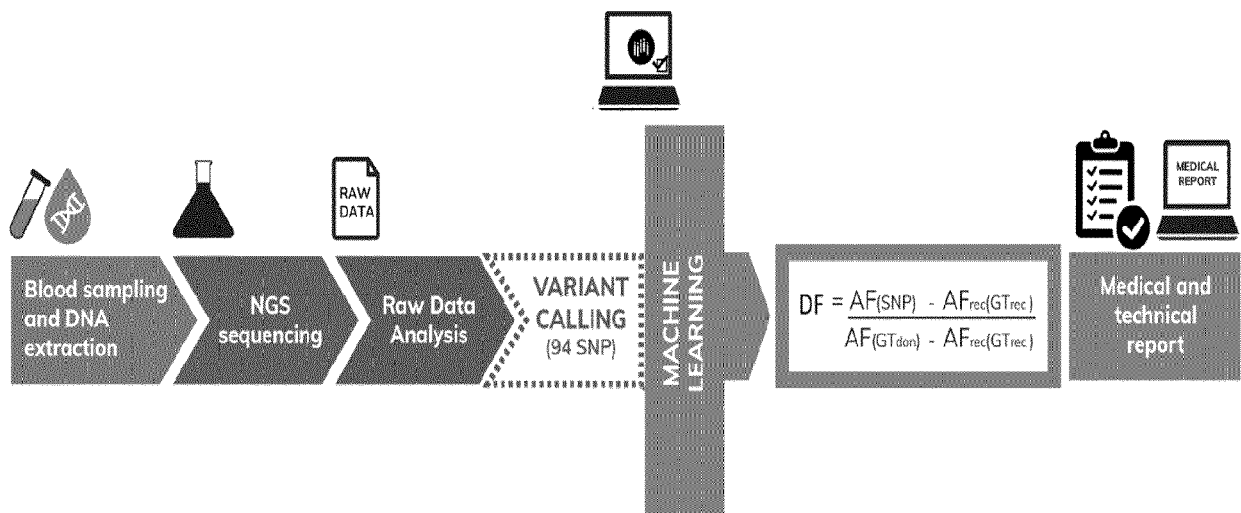 RAW
DATA
MEDICAL
REPORT
Blood sampling
and DNA
extraction
NGS
sequencing
Raw Data
Analysis
VARIANT
CALLING
(94 SNP)
MACHINE
LEARNING
DF = AF(SNP) - AFrec(GTrec)
AF(GTdon) - AFrec(GTrec)
Medical and
technical
report